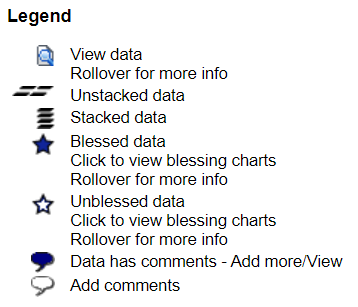 Legend
View data
Rollover for more info
Unstacked data
Stacked data
Blessed data
Click to view blessing charts
Rollover for more info
Unblessed data
Click to view blessing charts
Rollover for more info
Data has comments - Add more/View
Add comments